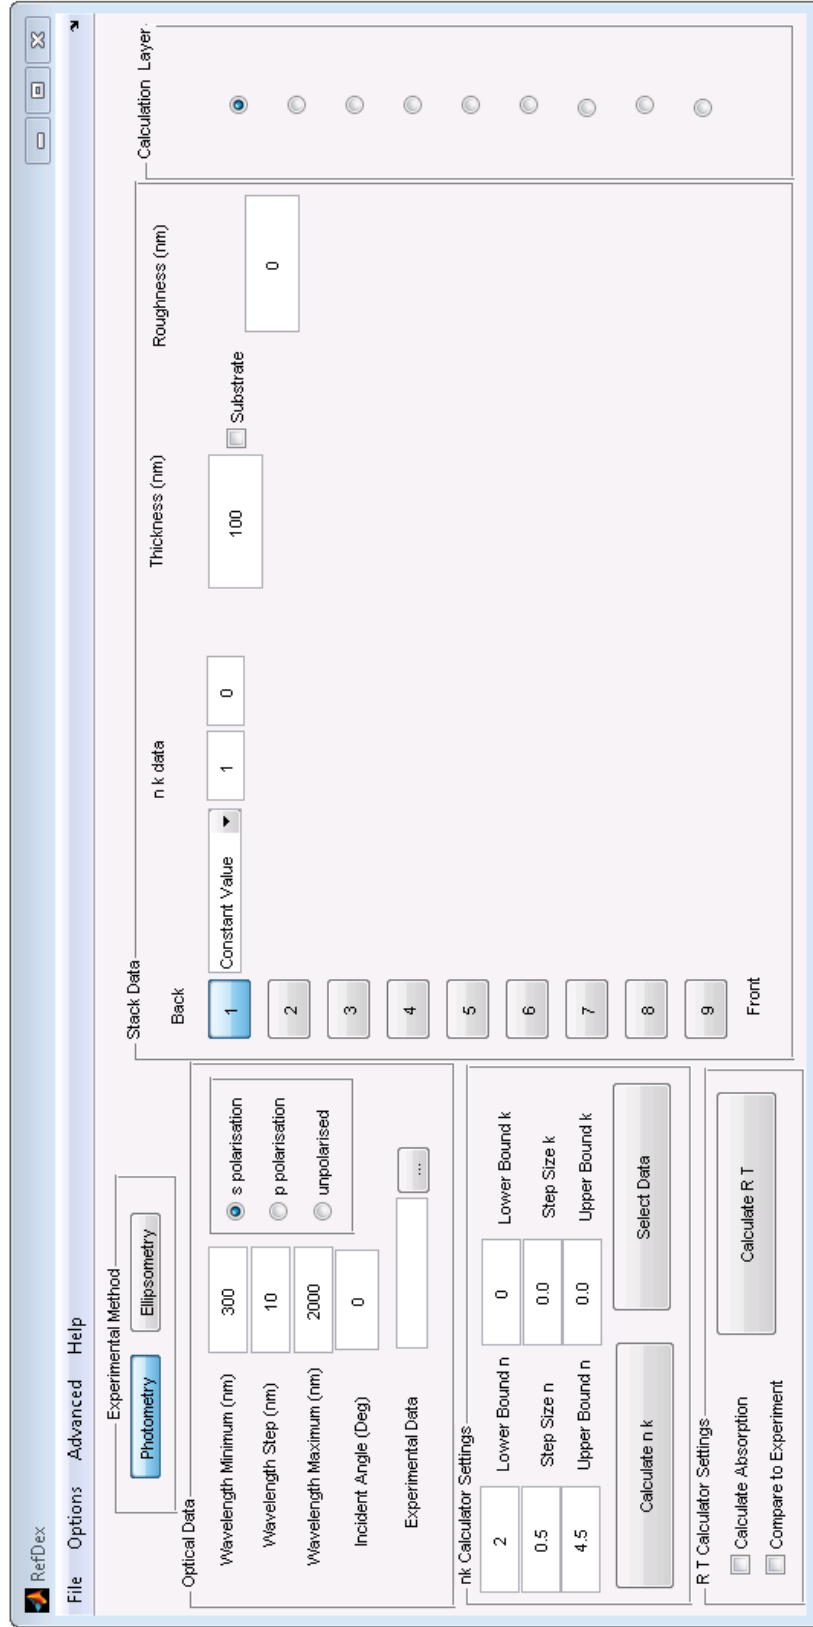 RefDex
File Options Advanced Help
Experimental Method
Photometry Ellipsometry
Optical Data
Wavelength Minimum (nm) 300
Wavelength Step (nm) 10
Wavelength Maximum (nm) 2000
Incident Angle (Deg) 0
s polarisation
p polarisation
unpolarised
Experimental Data ...
nk Calculator Settings
2 Lower Bound n 0 Lower Bound k
0.5 Step Size n 0.0 Step Size k
4.5 Upper Bound n 0.0 Upper Bound k
Calculate n k Select Data
R T Calculator Settings
Calculate Absorption
Compare to Experiment
Calculate R T
Stack Data
Back n k data Thickness (nm) Roughness (nm)
1 Constant Value 1 0 100 Substrate 0
2
3
4
5
6
7
8
9
Front
Calculation Layer